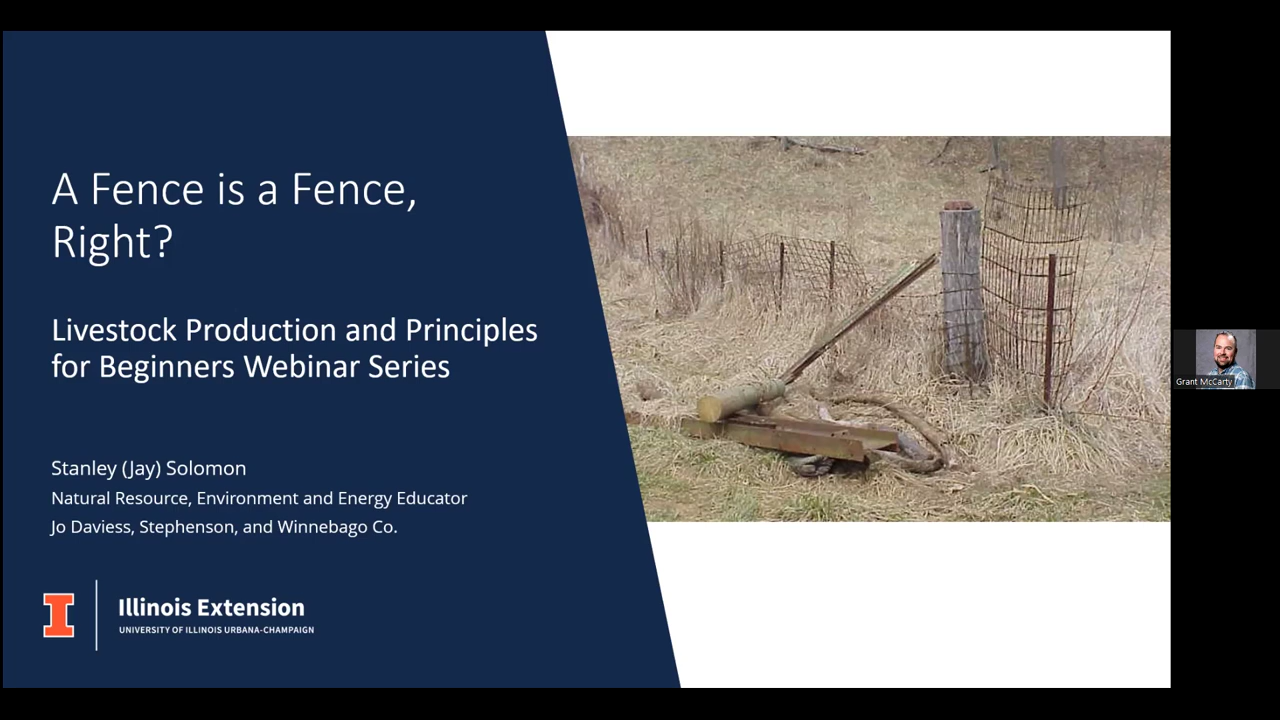 A Fence is a Fence,
Right?
Livestock Production and Principles
for Beginners Webinar Series
Stanley (Jay) Solomon
Natural Resource, Environment and Energy Educator
Jo Daviess, Stephenson, and Winnebago Co.
I
Illinois Extension
UNIVERSITY OF ILLINOIS URBANA-CHAMPAIGN
Grant McCarty